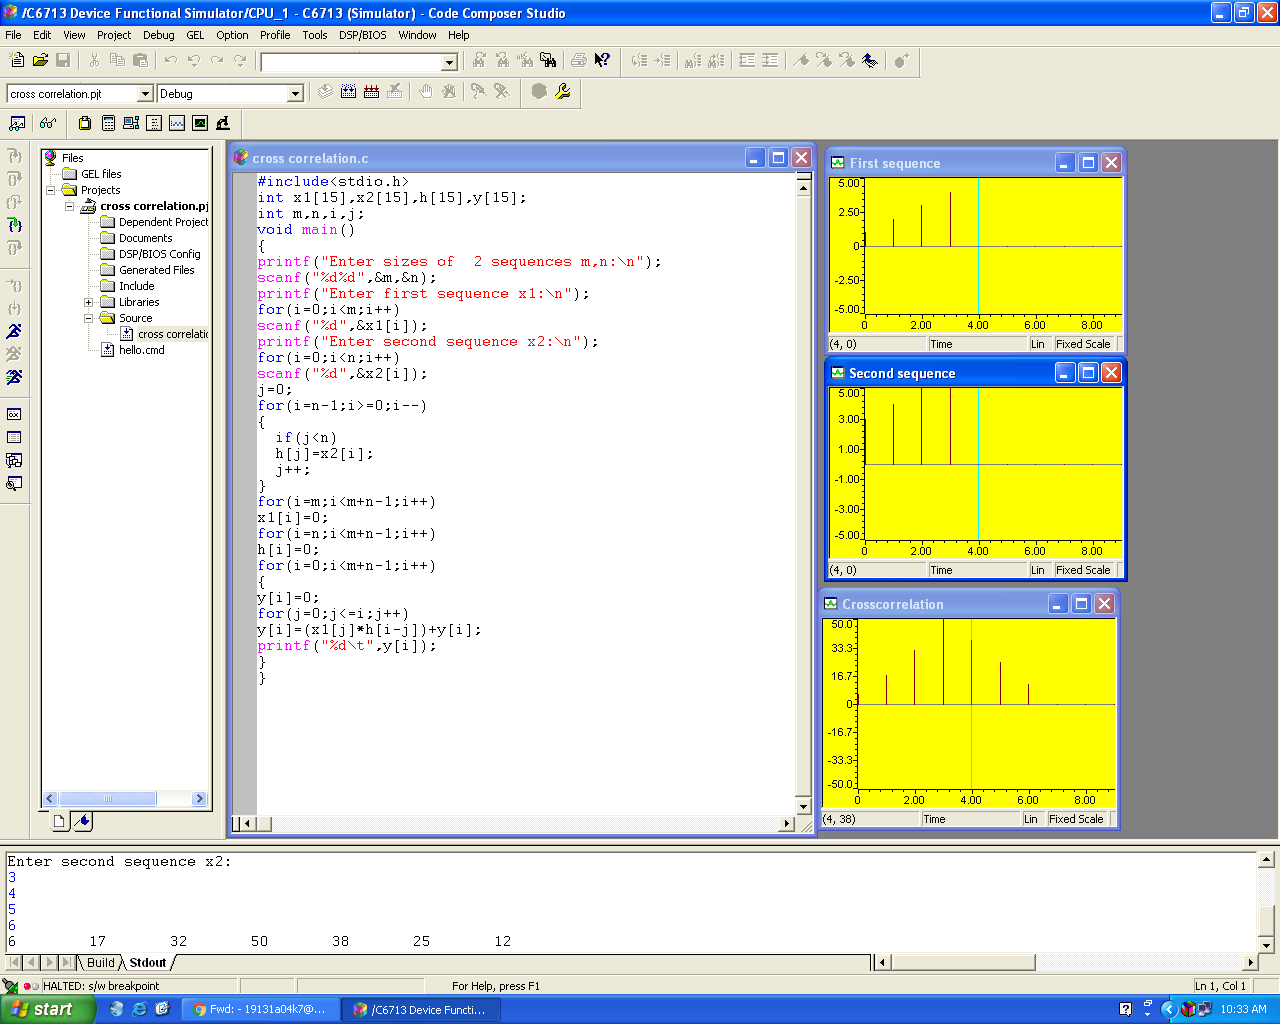 /C6713 Device Functional Simulator/CPU_1 - C6713 (Simulator) - Code Composer Studio
File Edit View Project Debug GEL Option Profile Tools DSP/BIOS Window Help
cross correlation.pjt Debug
Files
GEL files
Projects
cross correlation.pj
Dependent Project
Documents
DSP/BIOS Config
Generated Files
Include
Libraries
Source
cross correlatio
hello.cmd
cross correlation.c
#include<stdio.h>
int x1[15],x2[15],h[15],y[15];
int m,n,i,j;
void main()
{
printf("Enter sizes of  2 sequences m,n:\n");
scanf("%d%d",&m,&n);
printf("Enter first sequence x1:\n");
for(i=0;i<m;i++)
scanf("%d",&x1[i]);
printf("Enter second sequence x2:\n");
for(i=0;i<n;i++)
scanf("%d",&x2[i]);
j=0;
for(i=n-1;i>=0;i--)
{
if(j<n)
h[j]=x2[i];
j++;
}
for(i=m;i<m+n-1;i++)
x1[i]=0;
for(i=n;i<m+n-1;i++)
h[i]=0;
for(i=0;i<m+n-1;i++)
{
y[i]=0;
for(j=0;j<=i;j++)
y[i]=(x1[j]*h[i-j])+y[i];
printf("%d\t",y[i]);
}
}
First sequence
5.00
2.50
0
-2.50
-5.00
0 2.00 4.00 6.00 8.00
(4, 0) Time Lin Fixed Scale
Second sequence
5.00
3.00
1.00
-1.00
-3.00
-5.00
0 2.00 4.00 6.00 8.00
(4, 0) Time Lin Fixed Scale
Crosscorrelation
50.0
33.3
16.7
0
-16.7
-33.3
-50.0
0 2.00 4.00 6.00 8.00
(4, 38) Time Lin Fixed Scale
Enter second sequence x2:
3
4
5
6
6 17 32 50 38 25 12
Build Stdout
HALTED: s/w breakpoint For Help, press F1 Ln 1, Col 1
start Fwd: - 19131a04k7@... /C6713 Device Functi... 10:33 AM